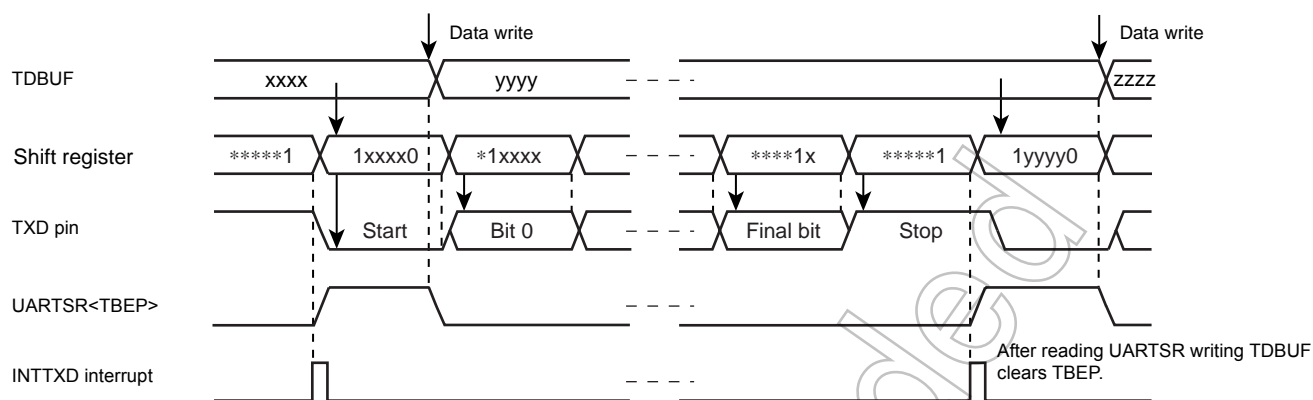 Data write Data write
TDBUF xxxx yyyy zzzz
Shift register *****1 1xxxx0 *1xxxx ****1x *****1 1yyyy0
TXD pin Start Bit 0 Final bit Stop
UARTSR<TBEP>
After reading UARTSR writing TDBUF
INTTXD interrupt clears TBEP.